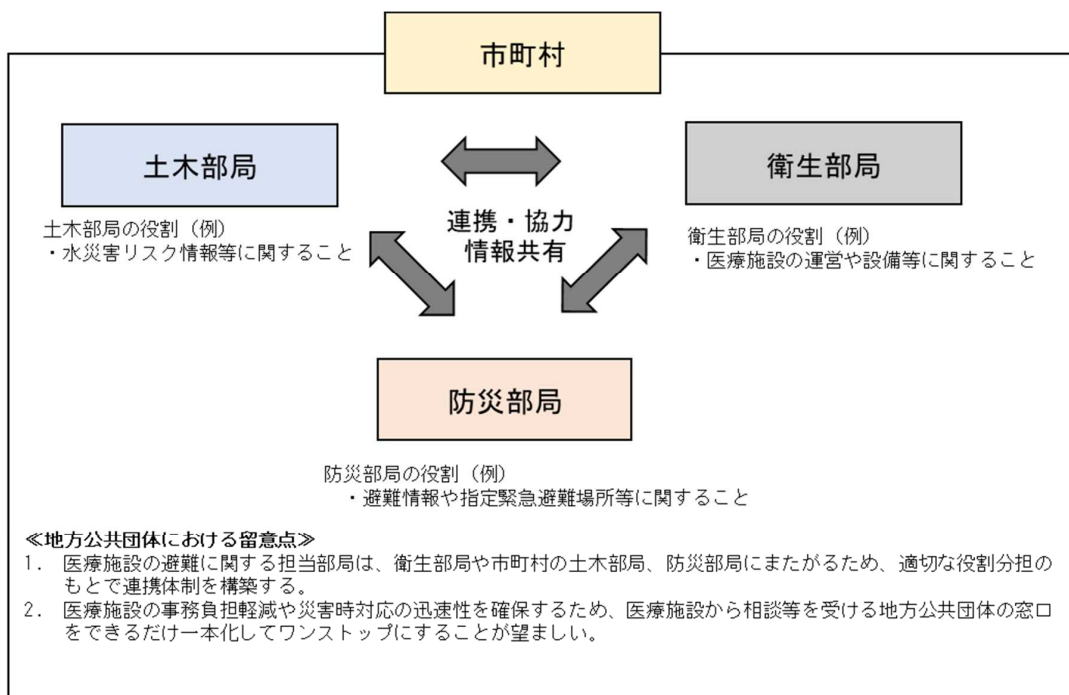 市町村
土木部局
衛生部局
連携・協力
情報共有
土木部局の役割（例）
・水災害リスク情報等に関すること
衛生部局の役割（例）
・医療施設の運営や設備等に関すること
防災部局
防災部局の役割（例）
・避難情報や指定緊急避難場所等に関すること
≪地方公共団体における留意点≫
1. 医療施設の避難に関する担当部局は、衛生部局や市町村の土木部局、防災部局にまたがるため、適切な役割分担の
もとで連携体制を構築する。
2. 医療施設の事務負担軽減や災害時対応の迅速性を確保するため、医療施設から相談等を受ける地方公共団体の窓口
をできるだけ一本化してワンストップにすることが望ましい。